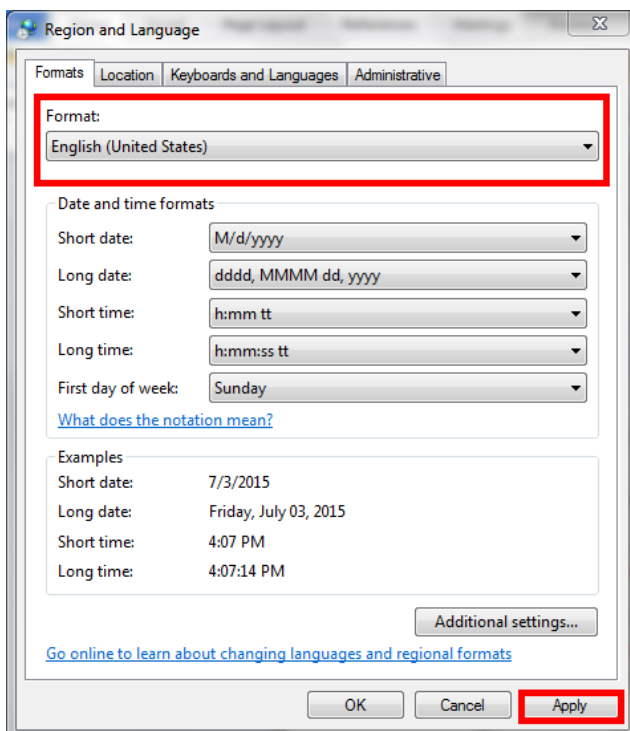 Region and Language
Formats Location Keyboards and Languages Administrative
Format:
English (United States)
Date and time formats
Short date: M/d/yyyy
Long date: dddd, MMMM dd, yyyy
Short time: h:mm tt
Long time: h:mm:ss tt
First day of week: Sunday
What does the notation mean?
Examples
Short date: 7/3/2015
Long date: Friday, July 03, 2015
Short time: 4:07 PM
Long time: 4:07:14 PM
Additional settings...
Go online to learn about changing languages and regional formats
OK Cancel Apply